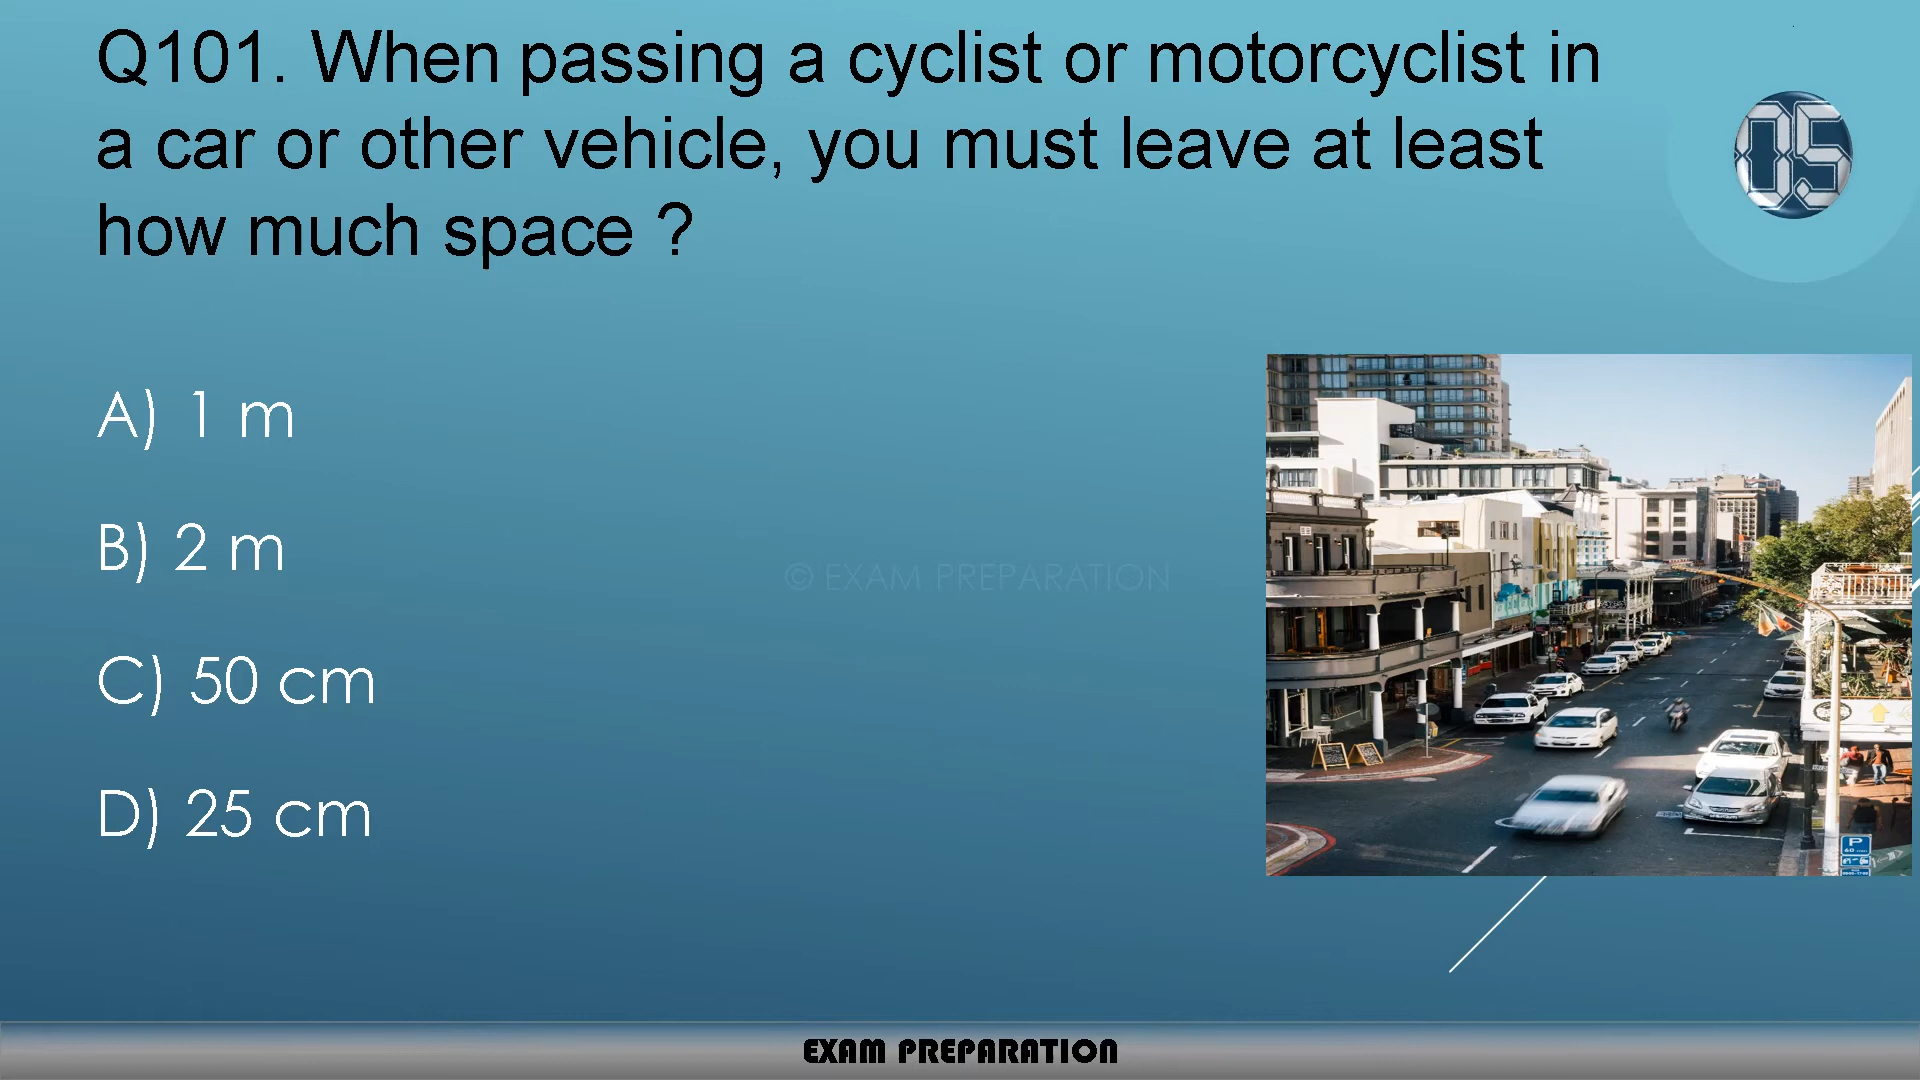 Q101. When passing a cyclist or motorcyclist in
a car or other vehicle, you must leave at least
how much space ?
05
A) 1 m
B) 2 m
© EXAM PREPARATION
C) 50 cm
D) 25 cm
P
EXAM PREPARATION